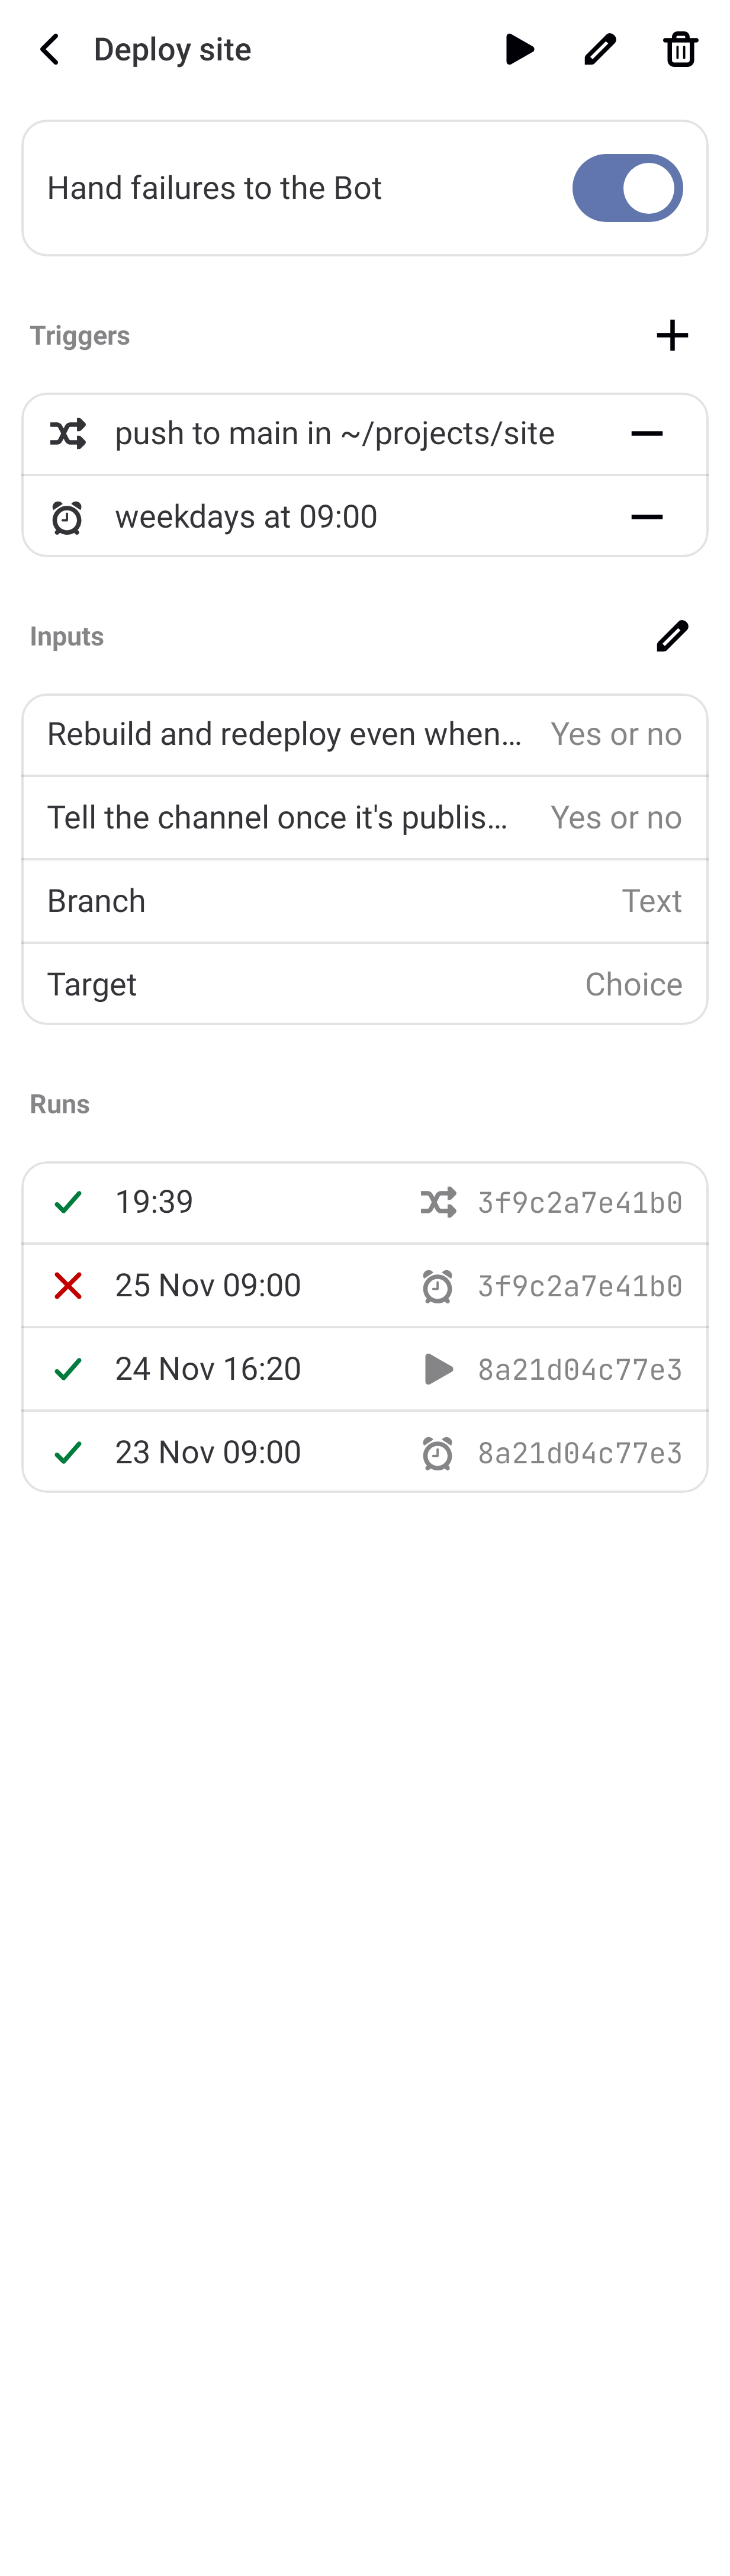 Deploy site
Hand failures to the Bot
Triggers
push to main in ~/projects/site
weekdays at 09:00
Inputs
Rebuild and redeploy even when… Yes or no
Tell the channel once it's publis… Yes or no
Branch Text
Target Choice
Runs
19:39 3f9c2a7e41b0
25 Nov 09:00 3f9c2a7e41b0
24 Nov 16:20 8a21d04c77e3
23 Nov 09:00 8a21d04c77e3